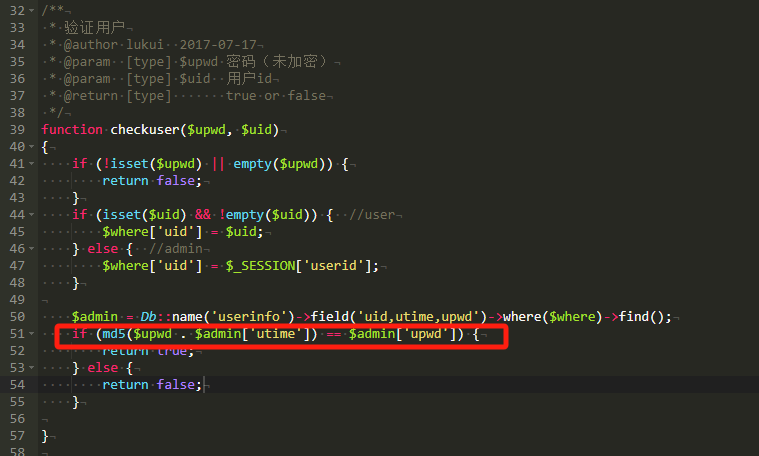 32 /**
33  * 验证用户
34  * @author lukui  2017-07-17
35  * @param  [type] $upwd 密码（未加密）
36  * @param  [type] $uid  用户id
37  * @return [type]       true or false
38  */
39 function checkuser($upwd, $uid)
40 {
41     if (!isset($upwd) || empty($upwd)) {
42         return false;
43     }
44     if (isset($uid) && !empty($uid)) {  //user
45         $where['uid'] = $uid;
46     } else {  //admin
47         $where['uid'] = $_SESSION['userid'];
48     }
49
50     $admin = Db::name('userinfo')->field('uid,utime,upwd')->where($where)->find();
51     if (md5($upwd . $admin['utime']) == $admin['upwd']) {
52         return true;
53     } else {
54         return false;
55     }
56
57 }
58